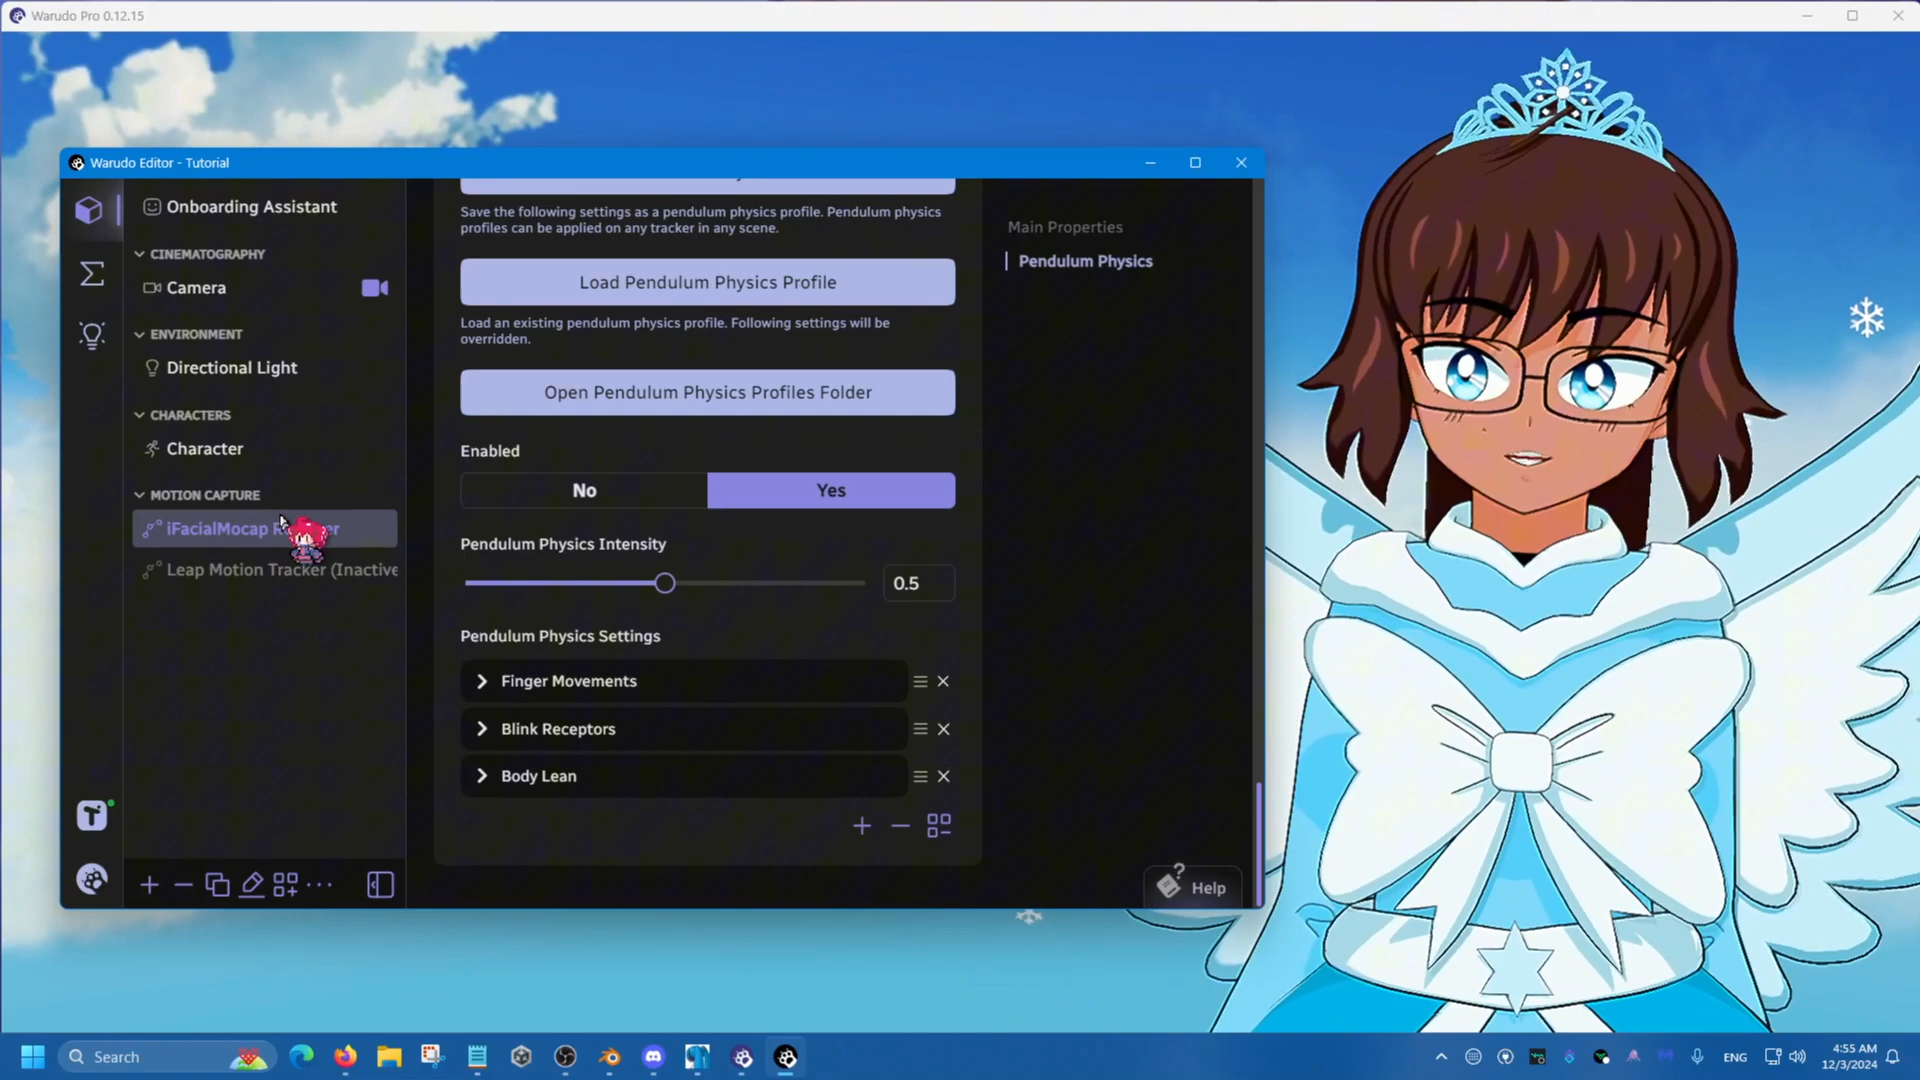 Warudo Pro 0.12.15
Warudo Editor - Tutorial
Onboarding Assistant
CINEMATOGRAPHY
Camera
ENVIRONMENT
Directional Light
CHARACTERS
Character
MOTION CAPTURE
iFacialMocap
Leap Motion Tracker (Inactive
Save the following settings as a pendulum physics profile. Pendulum physics
profiles can be applied on any tracker in any scene.
Load Pendulum Physics Profile
Load an existing pendulum physics profile. Following settings will be
overridden.
Open Pendulum Physics Profiles Folder
Enabled
No
Yes
Pendulum Physics Intensity
0.5
Pendulum Physics Settings
Finger Movements
Blink Receptors
Body Lean
Main Properties
Pendulum Physics
Help
Search
ENG
4:55 AM
12/3/2024